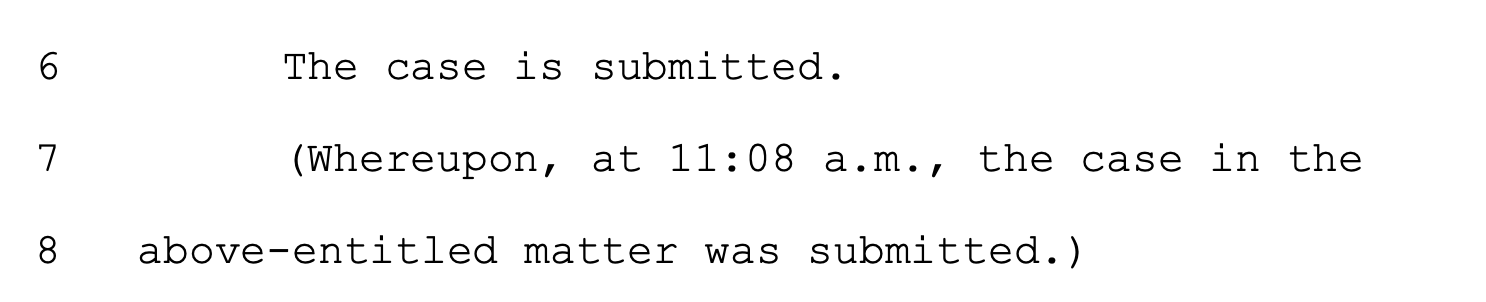 6 The case is submitted.
7 (Whereupon, at 11:08 a.m., the case in the
8 above-entitled matter was submitted.)